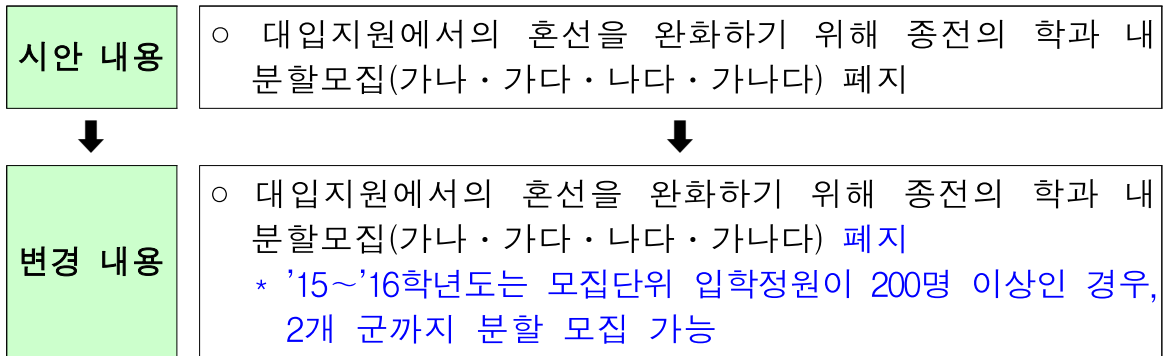 시안 내용
○ 대입지원에서의 혼선을 완화하기 위해 종전의 학과 내
분할모집(가나・가다・나다・가나다) 폐지
변경 내용
○ 대입지원에서의 혼선을 완화하기 위해 종전의 학과 내
분할모집(가나・가다・나다・가나다) 폐지
* ’15～’16학년도는 모집단위 입학정원이 200명 이상인 경우,
2개 군까지 분할 모집 가능